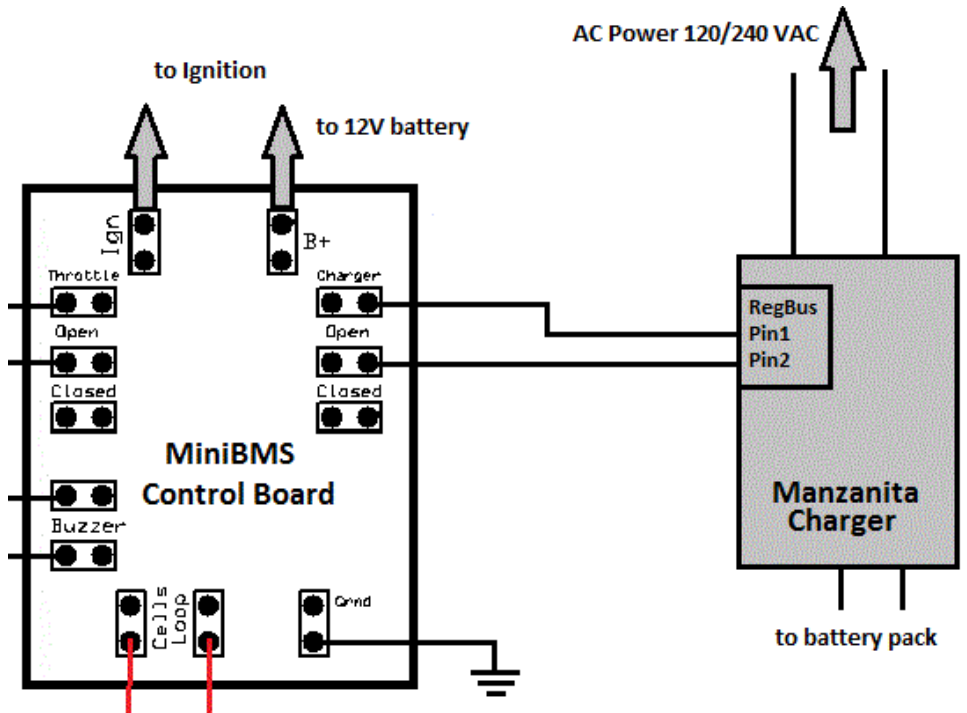 AC Power 120/240 VAC
to Ignition
to 12V battery
Ign
B+
Throttle
Charger
RegBus
Open
Open
Pin1
Pin2
Closed
Closed
MiniBMS
Control Board
Manzanita
Charger
Buzzer
Cells
Loop
Grnd
to battery pack